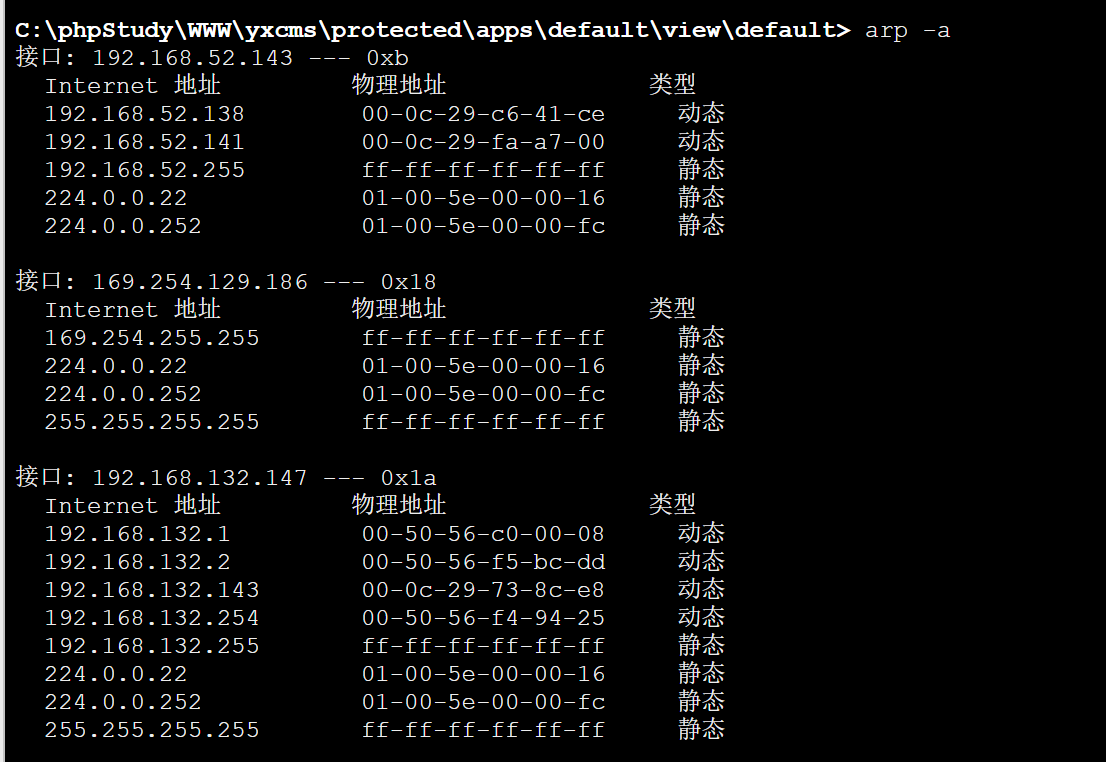 C:\phpStudy\WWW\yxcms\protected\apps\default\view\default> arp -a
接口: 192.168.52.143 --- 0xb
Internet 地址 物理地址 类型
192.168.52.138 00-0c-29-c6-41-ce 动态
192.168.52.141 00-0c-29-fa-a7-00 动态
192.168.52.255 ff-ff-ff-ff-ff-ff 静态
224.0.0.22 01-00-5e-00-00-16 静态
224.0.0.252 01-00-5e-00-00-fc 静态
接口: 169.254.129.186 --- 0x18
Internet 地址 物理地址 类型
169.254.255.255 ff-ff-ff-ff-ff-ff 静态
224.0.0.22 01-00-5e-00-00-16 静态
224.0.0.252 01-00-5e-00-00-fc 静态
255.255.255.255 ff-ff-ff-ff-ff-ff 静态
接口: 192.168.132.147 --- 0x1a
Internet 地址 物理地址 类型
192.168.132.1 00-50-56-c0-00-08 动态
192.168.132.2 00-50-56-f5-bc-dd 动态
192.168.132.143 00-0c-29-73-8c-e8 动态
192.168.132.254 00-50-56-f4-94-25 动态
192.168.132.255 ff-ff-ff-ff-ff-ff 静态
224.0.0.22 01-00-5e-00-00-16 静态
224.0.0.252 01-00-5e-00-00-fc 静态
255.255.255.255 ff-ff-ff-ff-ff-ff 静态